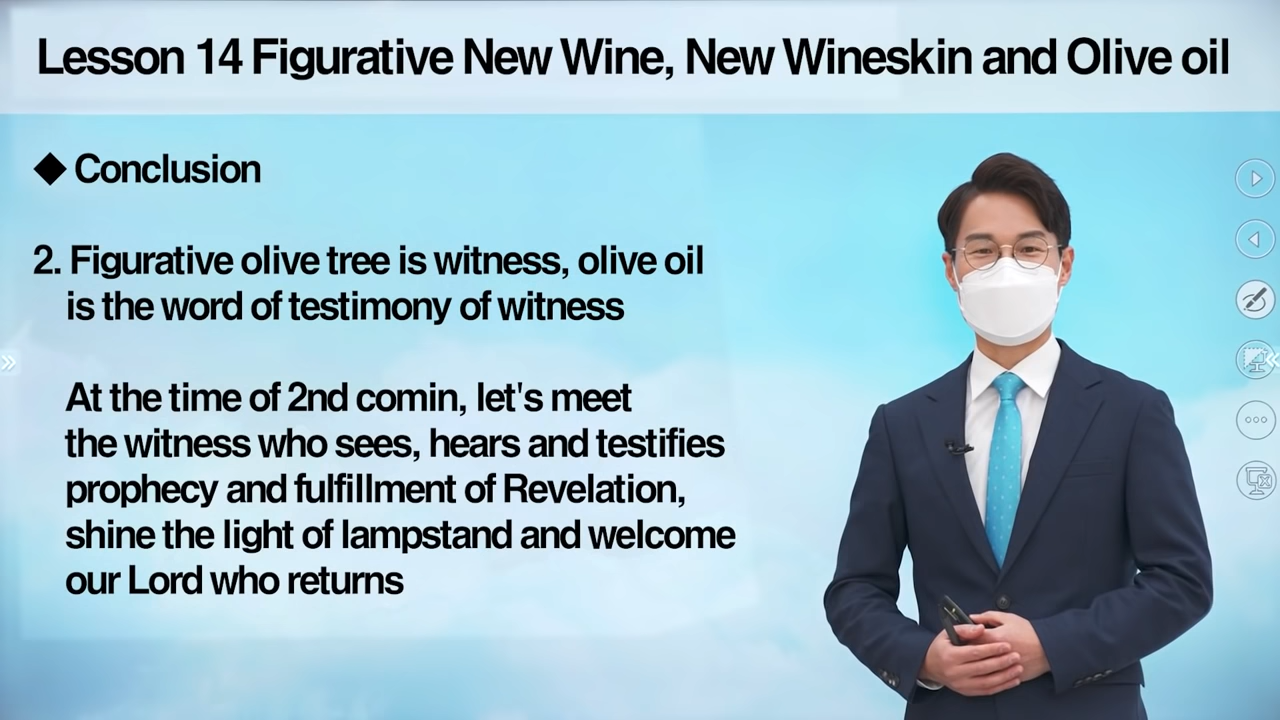 Lesson 14 Figurative New Wine, New Wineskin and Olive oil
◆ Conclusion
2. Figurative olive tree is witness, olive oil
is the word of testimony of witness
At the time of 2nd comin, let's meet
the witness who sees, hears and testifies
prophecy and fulfillment of Revelation,
shine the light of lampstand and welcome
our Lord who returns